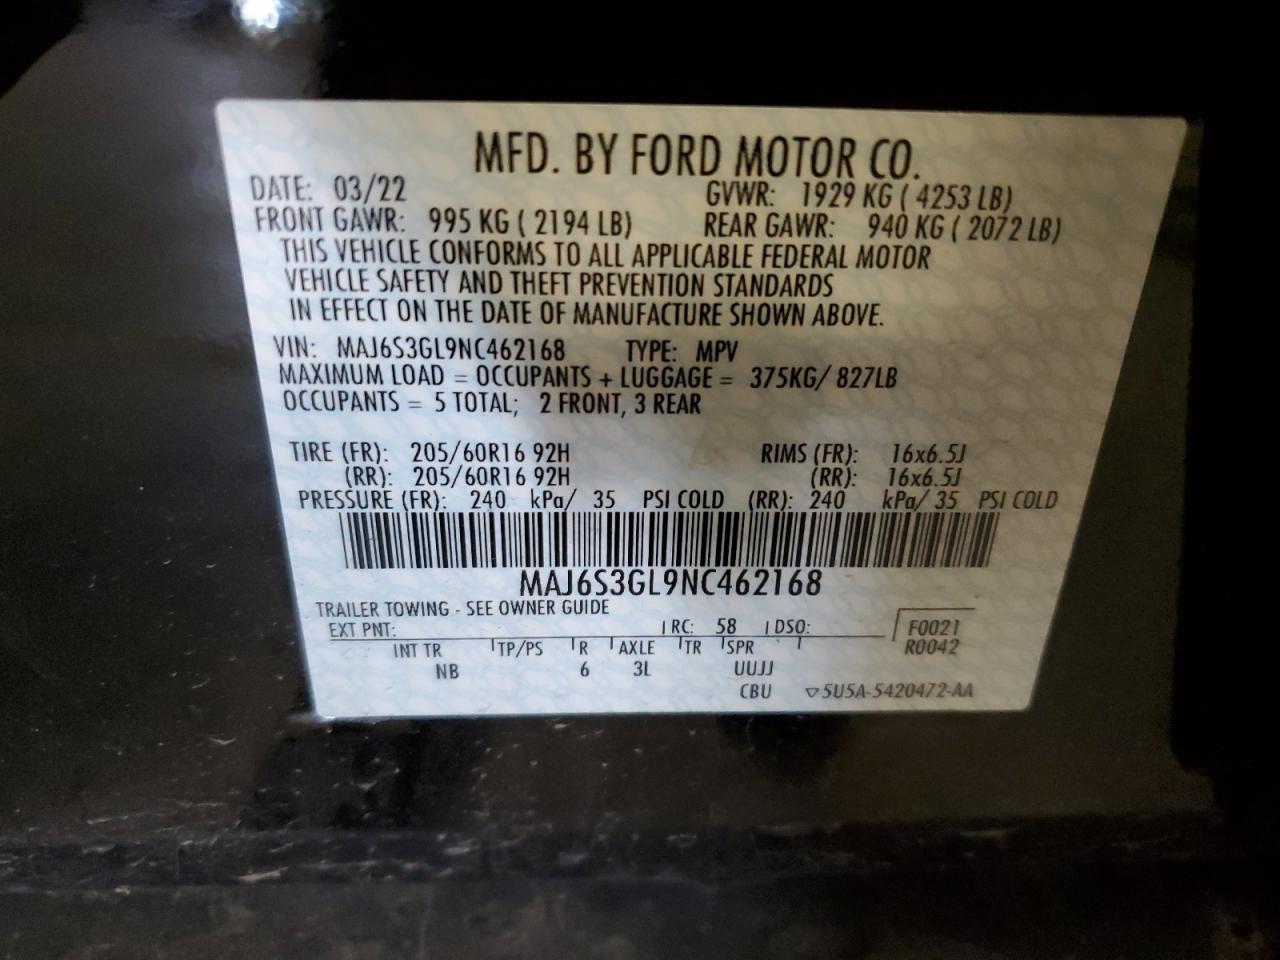 MFD. BY FORD MOTOR CO.
DATE: 03/22 GVWR: 1929 KG ( 4253 LB)
FRONT GAWR: 995 KG ( 2194 LB) REAR GAWR: 940 KG ( 2072 LB)
THIS VEHICLE CONFORMS TO ALL APPLICABLE FEDERAL MOTOR
VEHICLE SAFETY AND THEFT PREVENTION STANDARDS
IN EFFECT ON THE DATE OF MANUFACTURE SHOWN ABOVE.
VIN: MAJ6S3GL9NC462168 TYPE: MPV
MAXIMUM LOAD = OCCUPANTS + LUGGAGE = 375KG/ 827LB
OCCUPANTS = 5 TOTAL; 2 FRONT, 3 REAR
TIRE (FR): 205/60R16 92H RIMS (FR): 16x6.5J
(RR): 205/60R16 92H (RR): 16x6.5J
PRESSURE (FR): 240 kPa/ 35 PSI COLD (RR): 240 kPa/ 35 PSI COLD
MAJ6S3GL9NC462168
TRAILER TOWING - SEE OWNER GUIDE
EXT PNT: RC: 58 DSO: F0021
INT TR TP/PS R AXLE TR SPR R0042
NB 6 3L UUJJ
CBU ▽5U5A-5420472-AA